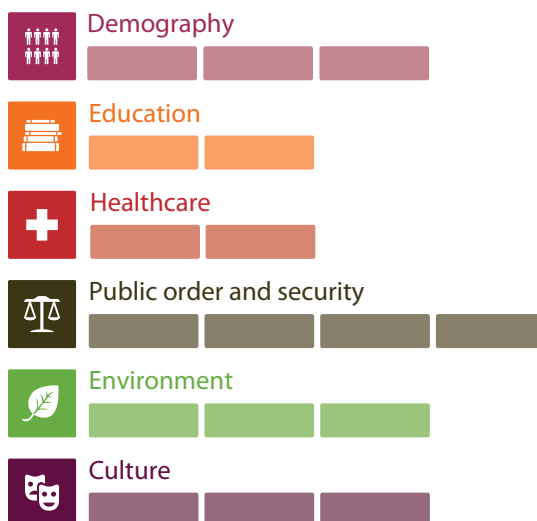 Demography
Education
Healthcare
Public order and security
Environment
Culture